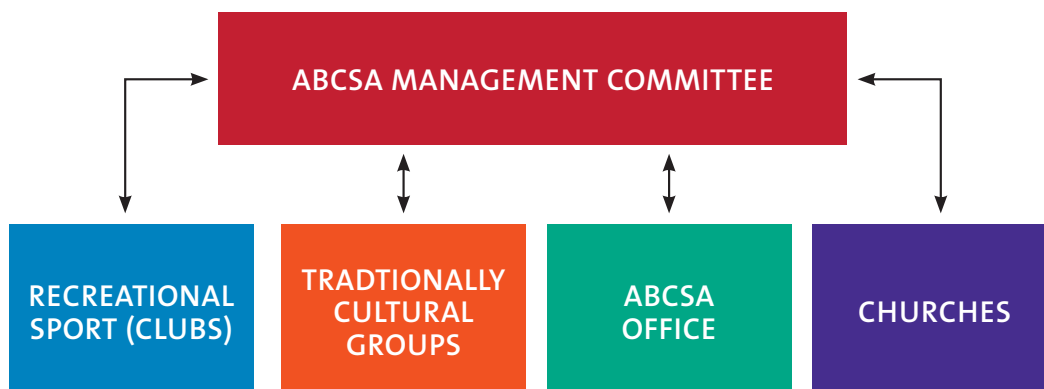 ABCSA MANAGEMENT COMMITTEE
RECREATIONAL
SPORT (CLUBS)
TRADTIONALLY
CULTURAL
GROUPS
ABCSA
OFFICE
CHURCHES